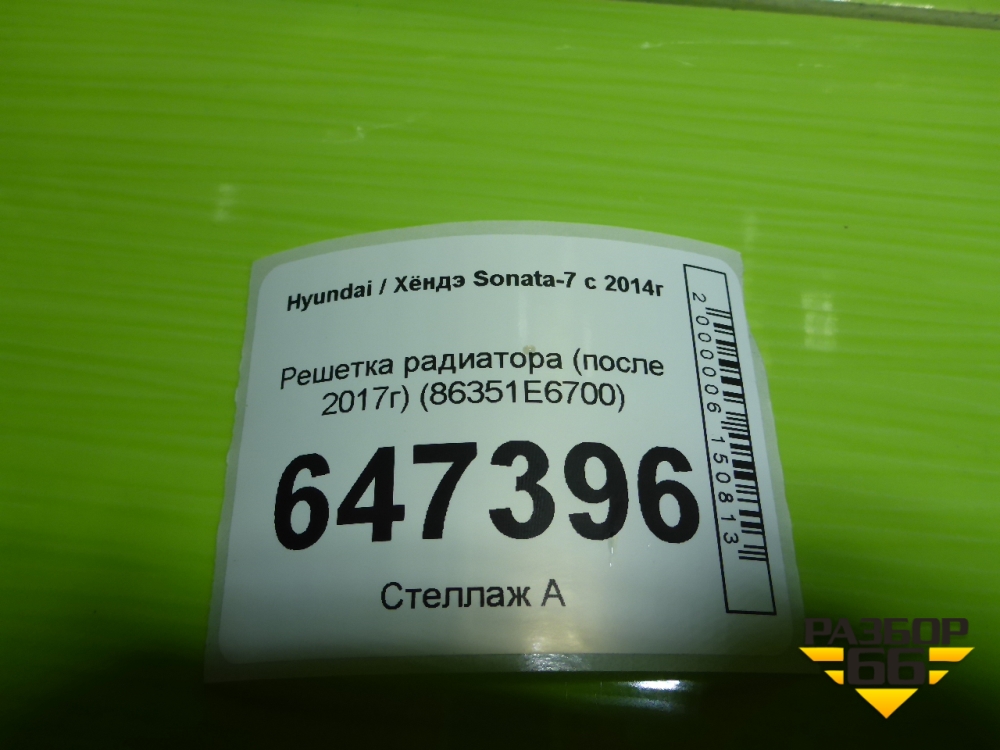 Hyundai / Хёндэ Sonata-7 с 2014г
Решетка радиатора (после
2017г) (86351E6700)
647396
Стеллаж А
2000006150813
РАЗБОР
66